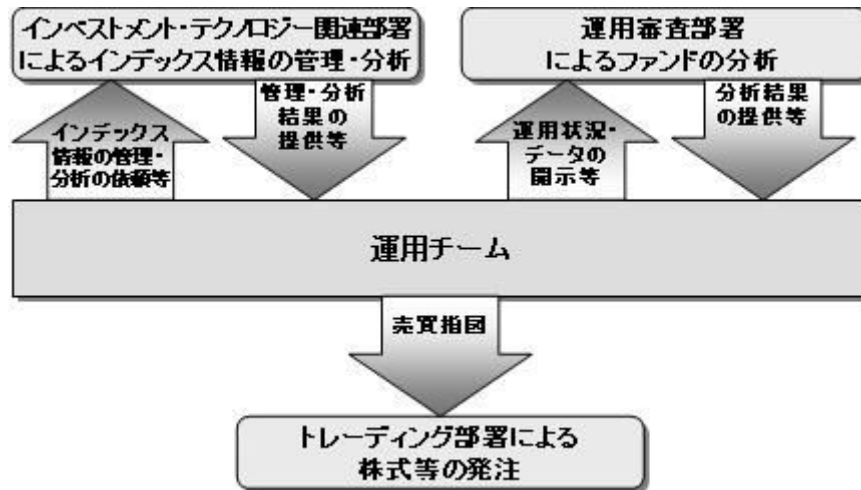 インベストメント・テクノロジー関連部署
によるインデックス情報の管理・分析
運用審査部署
によるファンドの分析
インデックス
情報の管理・
分析の依頼等
管理・分析
結果の
提供等
運用状況・
データの
開示等
分析結果
の提供等
運用チーム
売買指図
トレーディング部署による
株式等の発注